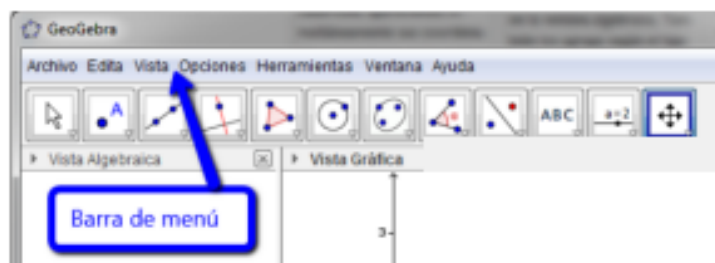 GeoGebra
Archivo Edita Vista Opciones Herramientas Ventana Ayuda
A ABC a=2
Vista Algebraica Vista Gráfica
Barra de menú
3